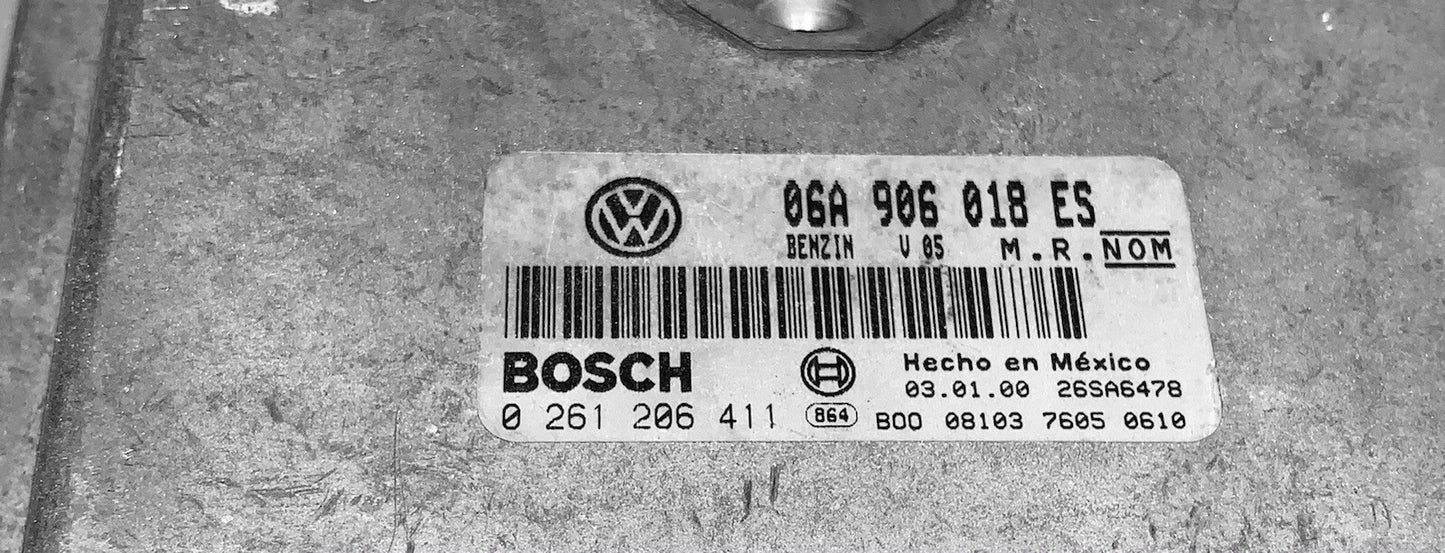 06A 906 018 ES
BENZIN V 05 M.R.NOM
BOSCH
Hecho en México
03.01.00 26SA6478
0 261 206 411 864 B00 08103 7605 0610